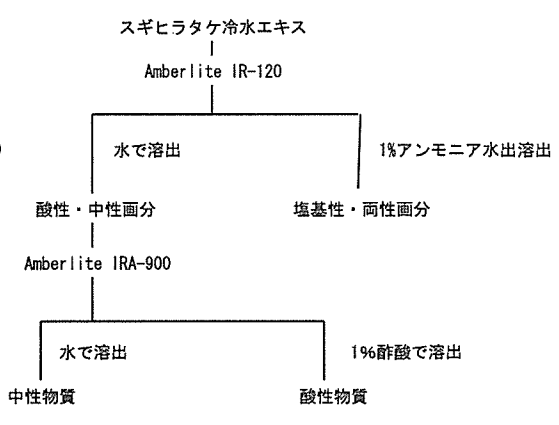 スギヒラタケ冷水エキス
Amberlite IR-120
水で溶出
1%アンモニア水出溶出
酸性・中性画分
塩基性・両性画分
Amberlite IRA-900
水で溶出
1%酢酸で溶出
中性物質
酸性物質